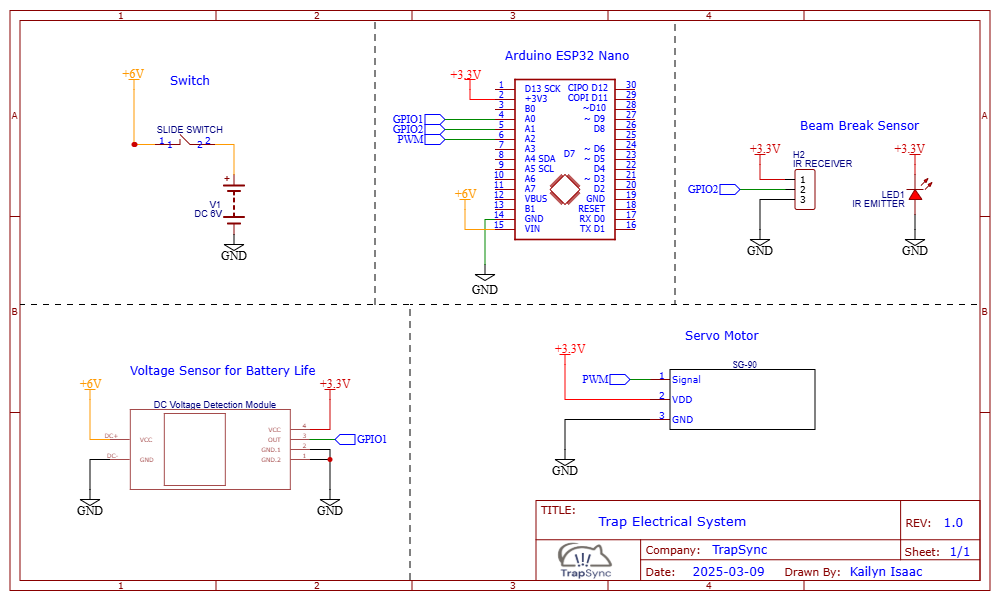 1 2 3 4
A
B
+6V
Switch
SLIDE SWITCH
1 1 2 2
+
V1
DC 6V
GND
Arduino ESP32 Nano
+3.3V
1 D13 SCK CIPO D12 30
2 +3V3 COPI D11 29
3 B0 ~D10 28
GPIO1 4 A0 ~ D9 27
GPIO2 5 A1 D8 26
PWM 6 A2 25
7 A3 ~ D6 24
8 A4 SDA D7 ~ D5 23
9 A5 SCL D4 22
10 A6 ~ D3 21
+6V 11 A7 D2 20
12 VBUS GND 19
13 B1 RESET 18
14 GND RX D0 17
15 VIN TX D1 16
GND
Beam Break Sensor
+3.3V
H2
IR RECEIVER
+3.3V
1
GPIO2 2
3
LED1
IR EMITTER
GND
GND
A
B
Voltage Sensor for Battery Life
+6V
+3.3V
DC Voltage Detection Module
VCC 4
DC+ VCC OUT 3 GPIO1
GND.1 2
DC- GND GND.2 1
GND
GND
Servo Motor
+3.3V
SG-90
PWM 1 Signal
2 VDD
3 GND
GND
TITLE:
Trap Electrical System
REV: 1.0
TrapSync
Company: TrapSync
Sheet: 1/1
Date: 2025-03-09 Drawn By: Kailyn Isaac
1 2 3 4